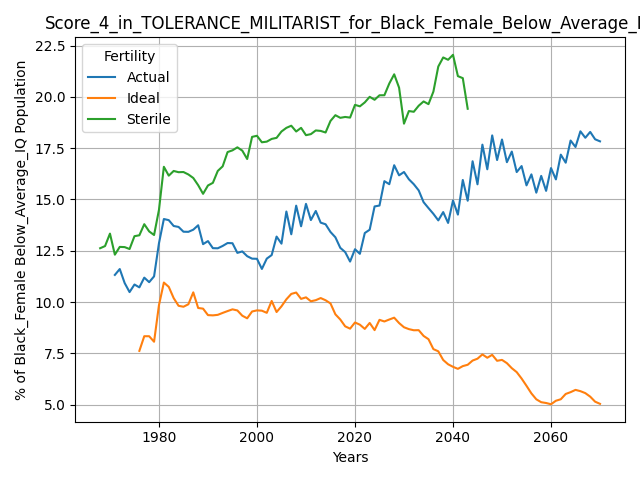 Score_4_in_TOLERANCE_MILITARIST_for_Black_Female_Below_Average_I
22.5
20.0
17.5
15.0
12.5
10.0
7.5
5.0
% of Black_Female Below_Average_IQ Population
Fertility
Actual
Ideal
Sterile
1980
2000
2020
2040
2060
Years